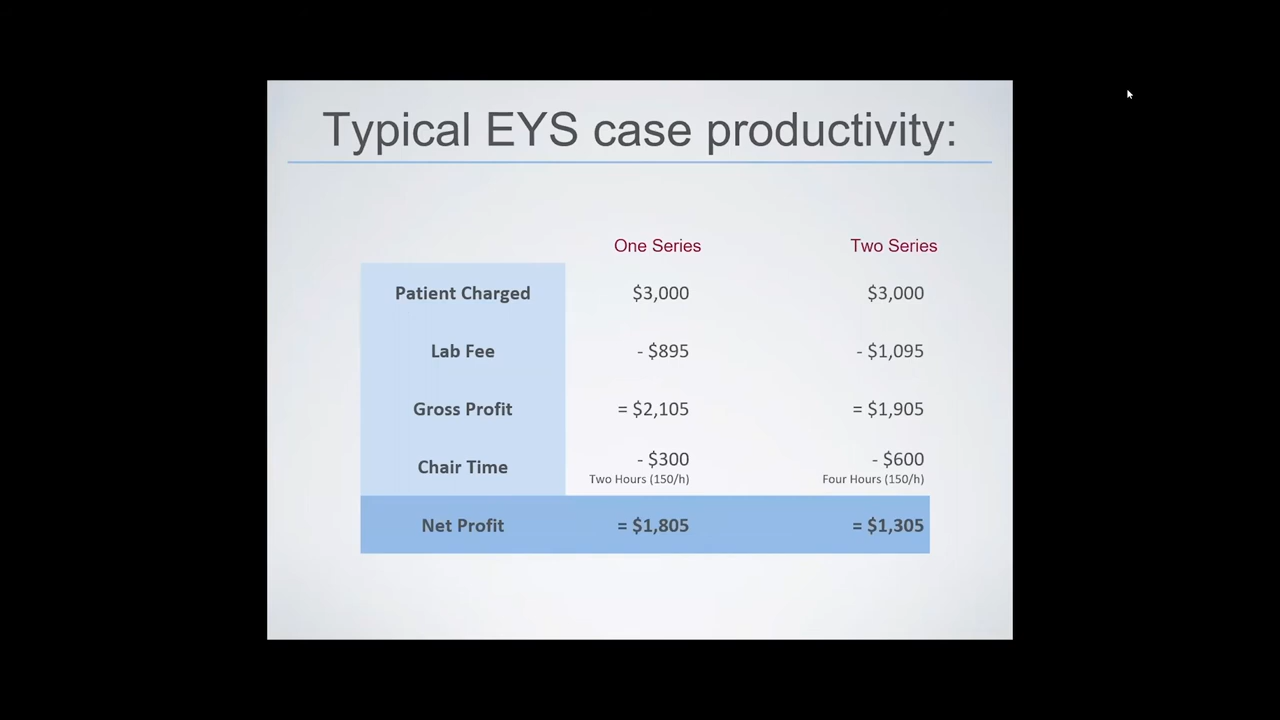 Typical EYS case productivity:
One Series Two Series
Patient Charged $3,000 $3,000
Lab Fee - $895 - $1,095
Gross Profit = $2,105 = $1,905
Chair Time - $300 - $600
Two Hours (150/h) Four Hours (150/h)
Net Profit = $1,805 = $1,305